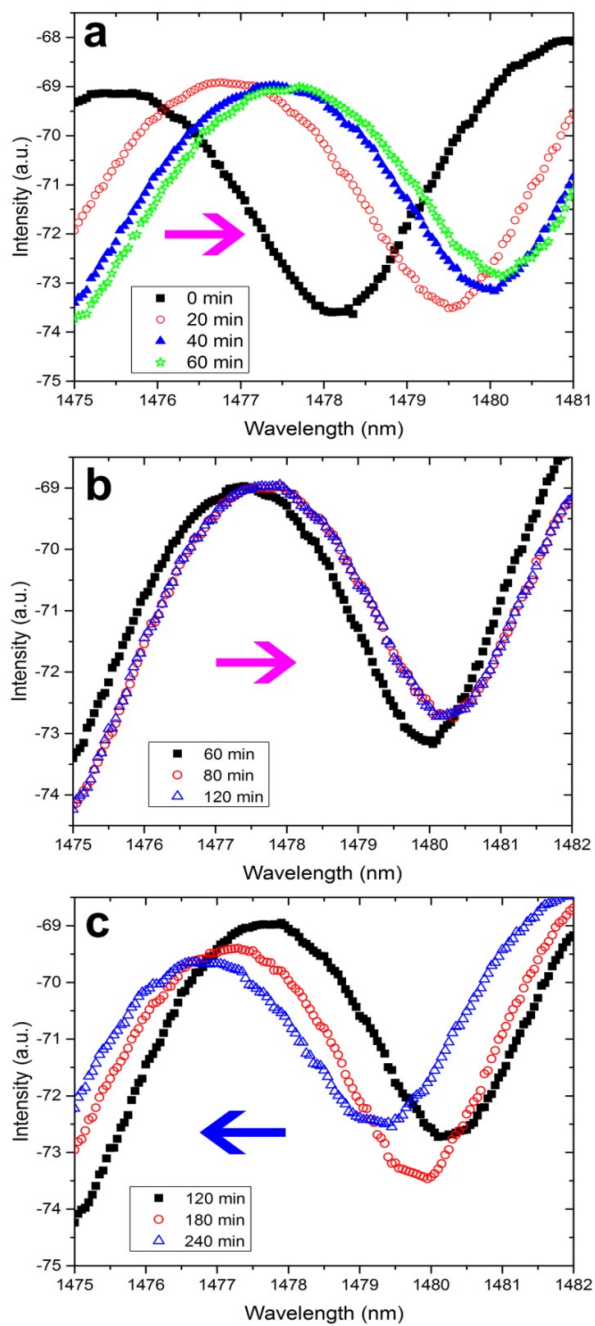 a
-68
-69
-70
-71
-72
-73
-74
-75
Intensity (a.u.)
0 min
20 min
40 min
60 min
1475 1476 1477 1478 1479 1480 1481
Wavelength (nm)
b
-69
-70
-71
-72
-73
-74
Intensity (a.u.)
60 min
80 min
120 min
1475 1476 1477 1478 1479 1480 1481 1482
Wavelength (nm)
c
-69
-70
-71
-72
-73
-74
-75
Intensity (a.u.)
120 min
180 min
240 min
1475 1476 1477 1478 1479 1480 1481 1482
Wavelength (nm)